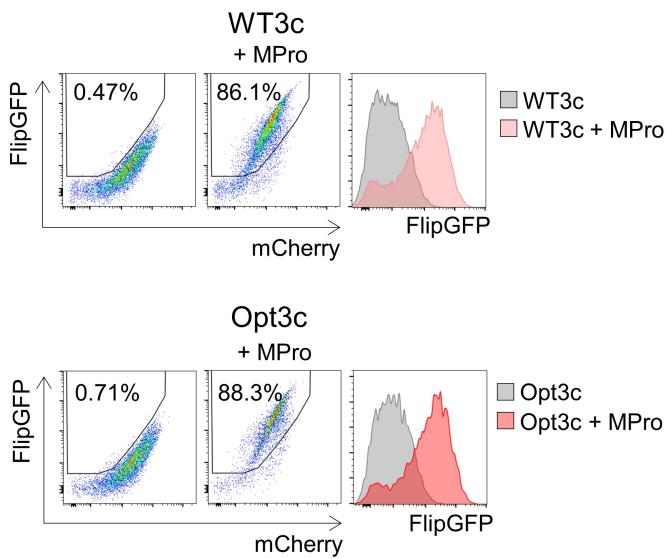 WT3c
+ MPro
FlipGFP
0.47%
86.1%
WT3c
WT3c + MPro
FlipGFP
mCherry
Opt3c
+ MPro
FlipGFP
0.71%
88.3%
Opt3c
Opt3c + MPro
FlipGFP
mCherry